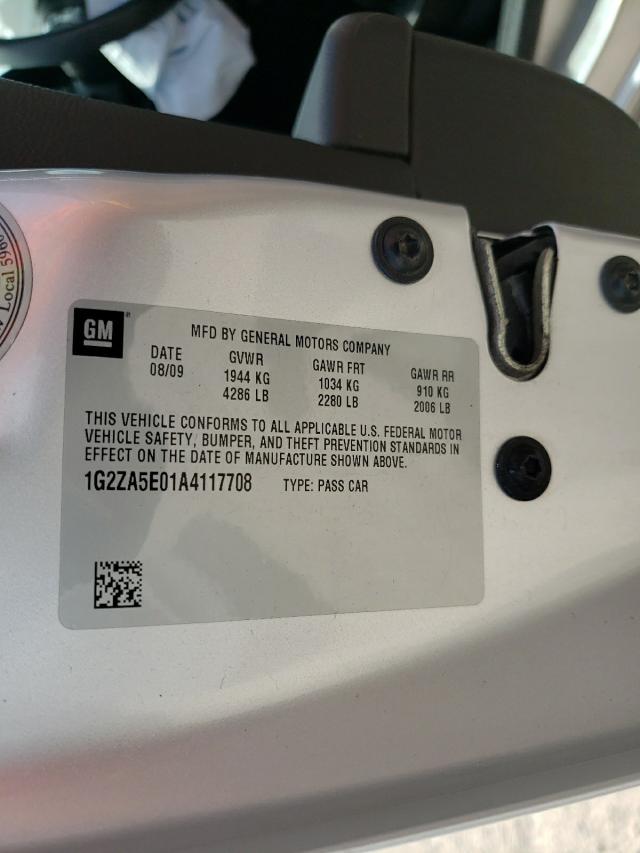 w Local 5960
GM
MFD BY GENERAL MOTORS COMPANY
DATE GVWR GAWR FRT GAWR RR
08/09 1944 KG 1034 KG 910 KG
4286 LB 2280 LB 2006 LB
THIS VEHICLE CONFORMS TO ALL APPLICABLE U.S. FEDERAL MOTOR
VEHICLE SAFETY, BUMPER, AND THEFT PREVENTION STANDARDS IN
EFFECT ON THE DATE OF MANUFACTURE SHOWN ABOVE.
1G2ZA5E01A4117708 TYPE: PASS CAR